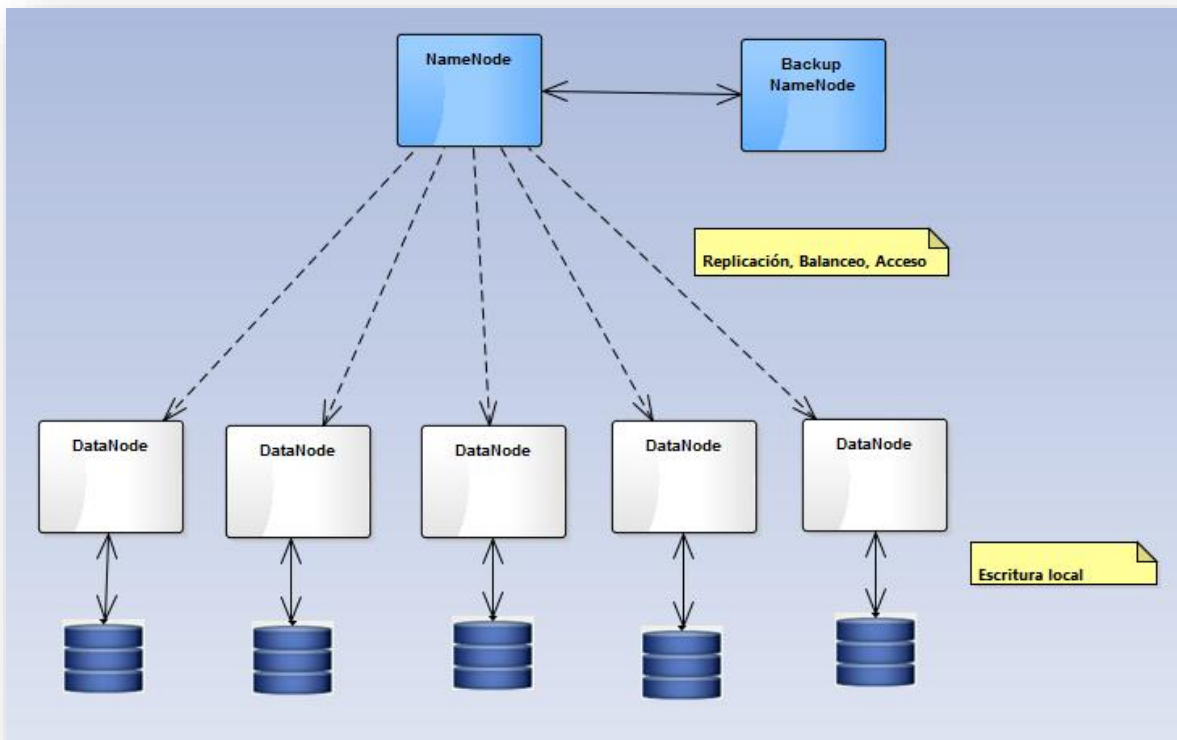 NameNode
Backup
NameNode
Replicación, Balanceo, Acceso
DataNode
DataNode
DataNode
DataNode
DataNode
Escritura local